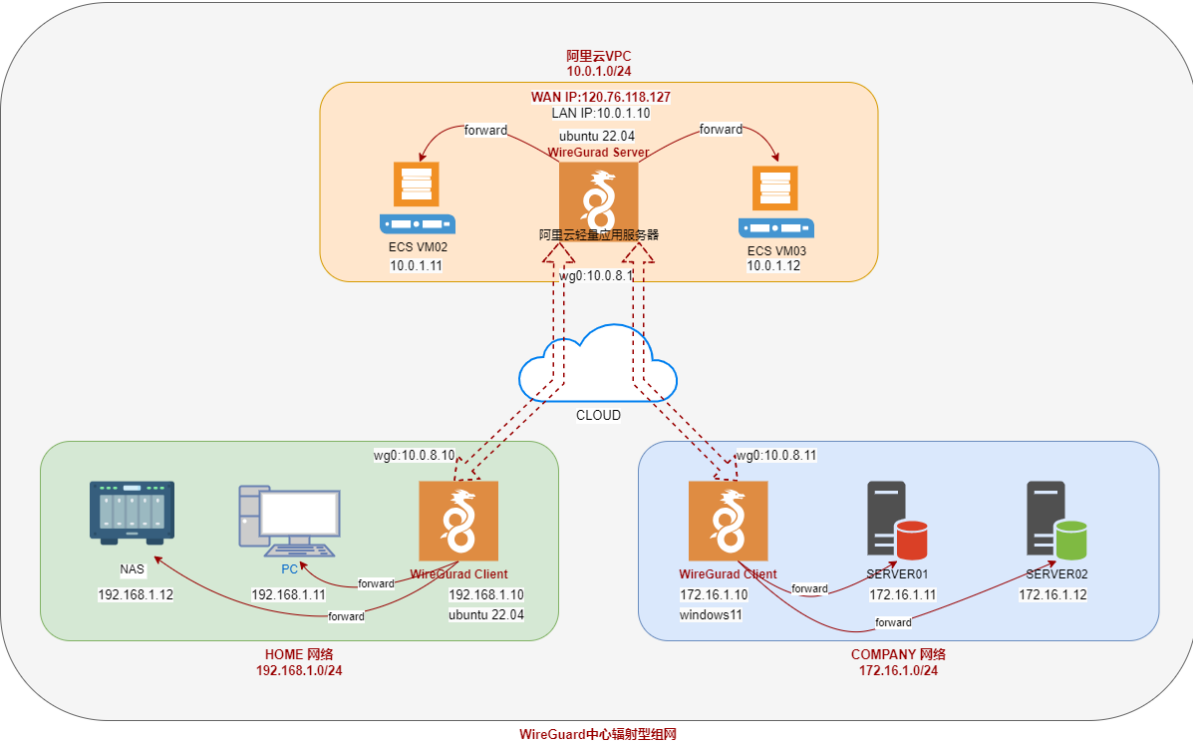 阿里云VPC
10.0.1.0/24
WAN IP:120.76.118.127
LAN IP:10.0.1.10
ubuntu 22.04
WireGurad Server
forward
forward
阿里云轻量应用服务器
ECS VM02
10.0.1.11
ECS VM03
10.0.1.12
wg0:10.0.8.1
CLOUD
wg0:10.0.8.10
wg0:10.0.8.11
NAS
192.168.1.12
PC
192.168.1.11
WireGurad Client
192.168.1.10
ubuntu 22.04
forward
forward
WireGurad Client
172.16.1.10
windows11
SERVER01
172.16.1.11
SERVER02
172.16.1.12
forward
forward
HOME 网络
192.168.1.0/24
COMPANY 网络
172.16.1.0/24
WireGuard中心辐射型组网